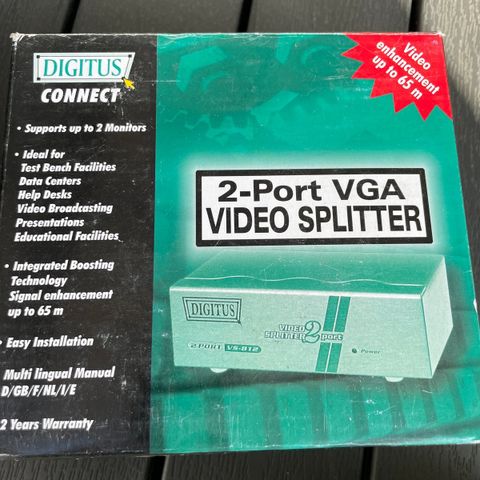 DIGITUS
CONNECT
Video
enhancement
up to 65 m
• Supports up to 2 Monitors
• Ideal for
Test Bench Facilities
Data Centers
Help Desks
Video Broadcasting
Presentations
Educational Facilities
• Integrated Boosting
Technology
Signal enhancement
up to 65 m
• Easy Installation
Multi lingual Manual
D/GB/F/NL/I/E
2 Years Warranty
2-Port VGA
VIDEO SPLITTER
DIGITUS
VIDEO
SPLITTER 2 port
2 PORT VS-812
Power